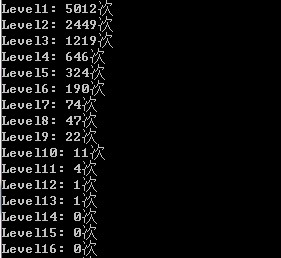 Level1: 5012次
Level2: 2449次
Level3: 1219次
Level4: 646次
Level5: 324次
Level6: 190次
Level7: 74次
Level8: 47次
Level9: 22次
Level10: 11次
Level11: 4次
Level12: 1次
Level13: 1次
Level14: 0次
Level15: 0次
Level16: 0次